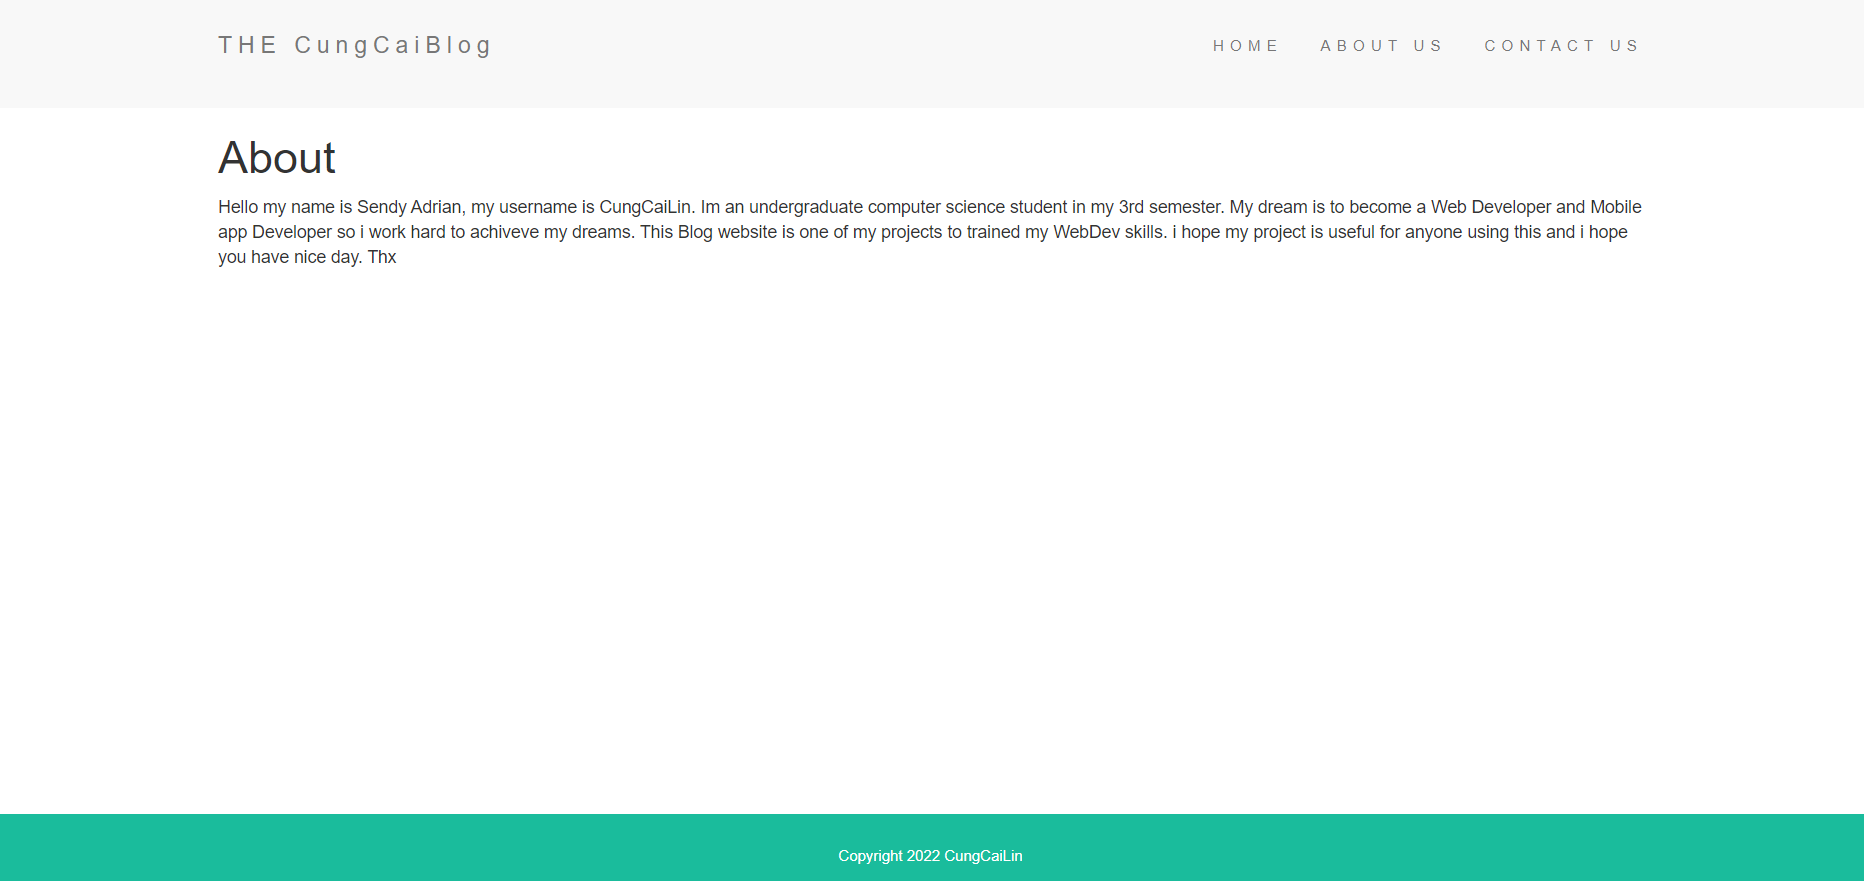 THE CungCaiBlog
HOME ABOUT US CONTACT US
About
Hello my name is Sendy Adrian, my username is CungCaiLin. Im an undergraduate computer science student in my 3rd semester. My dream is to become a Web Developer and Mobile
app Developer so i work hard to achiveve my dreams. This Blog website is one of my projects to trained my WebDev skills. i hope my project is useful for anyone using this and i hope
you have nice day. Thx
Copyright 2022 CungCaiLin